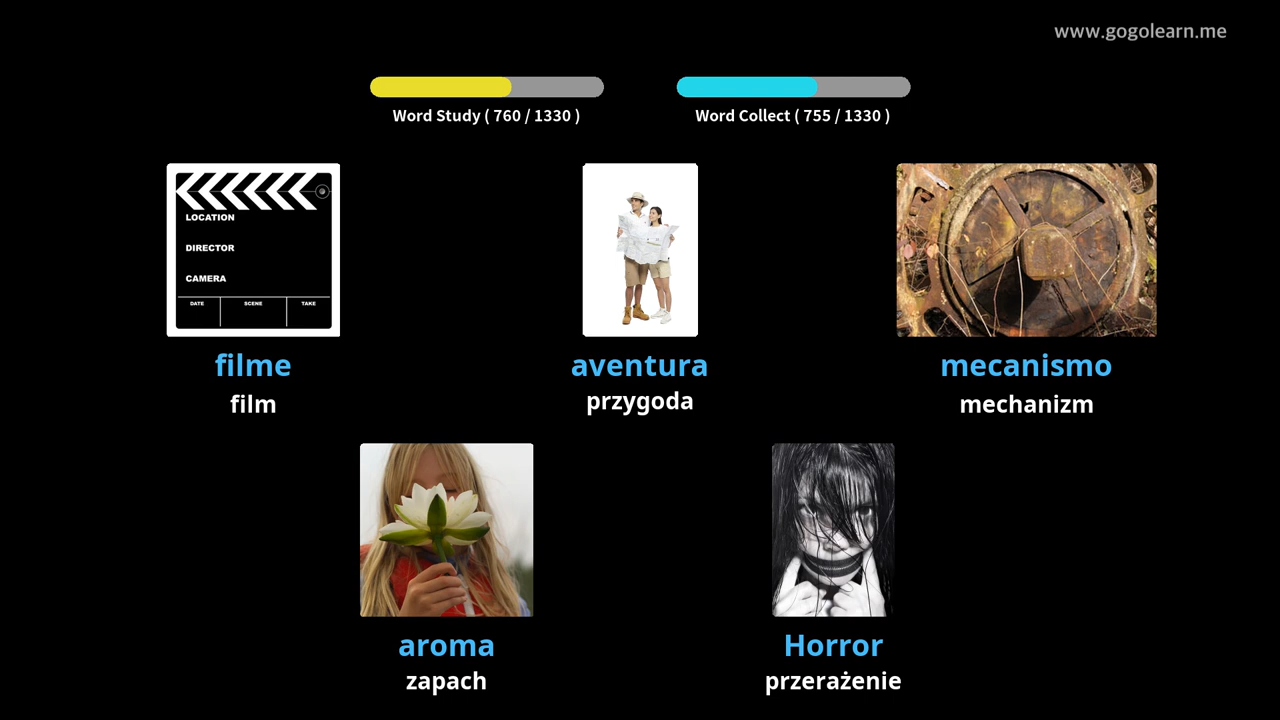 www.gogolearn.me
Word Study ( 760 / 1330 )
Word Collect ( 755 / 1330 )
LOCATION
DIRECTOR
CAMERA
DATE SCENE TAKE
filme
film
aventura
przygoda
mecanismo
mechanizm
aroma
zapach
Horror
przerażenie